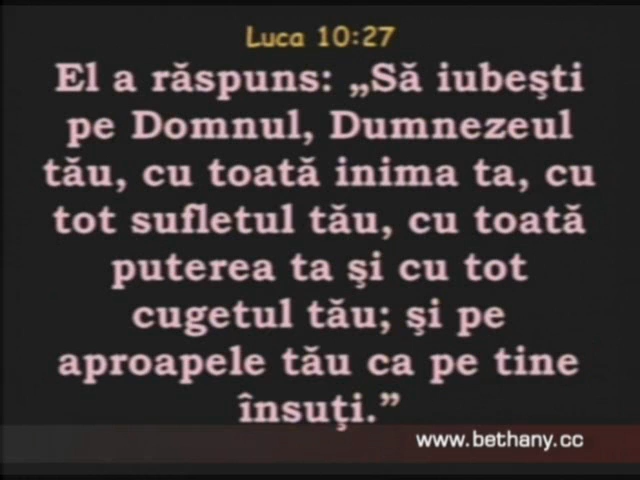 Luca 10:27
El a răspuns: „Să iubeşti
pe Domnul, Dumnezeul
tău, cu toată inima ta, cu
tot sufletul tău, cu toată
puterea ta şi cu tot
cugetul tău; şi pe
aproapele tău ca pe tine
însuţi.”
www.bethany.cc